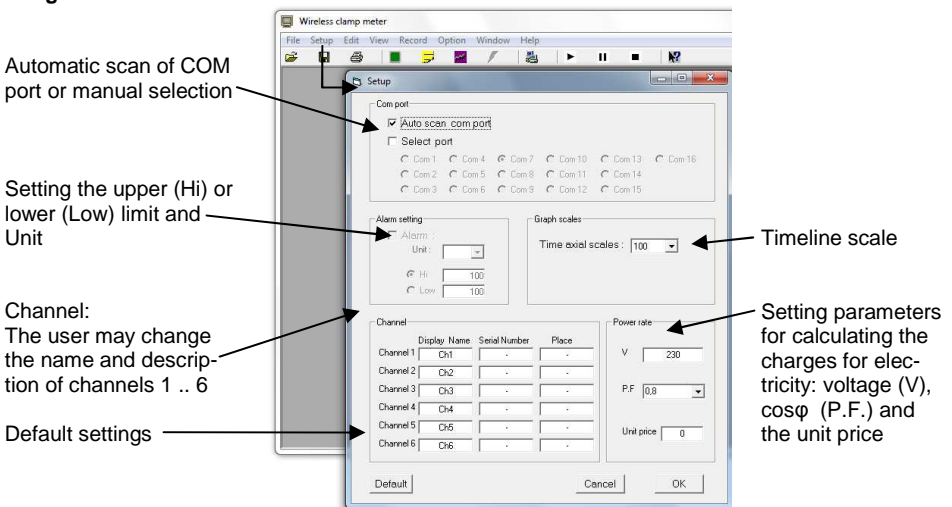 Wireless clamp meter
File Setup Edit View Record Option Window Help
Automatic scan of COM
port or manual selection
Setup
Com port
Auto scan com port
Select port
Com 1 Com 4 Com 7 Com 10 Com 13 Com 16
Com 2 Com 5 Com 8 Com 11 Com 14
Com 3 Com 6 Com 9 Com 12 Com 15
Setting the upper (Hi) or
lower (Low) limit and
Unit
Alarm setting
Alarm :
Unit :
Hi 100
Low 100
Graph scales
Time axial scales : 100
Timeline scale
Channel:
The user may change
the name and descrip-
tion of channels 1 .. 6
Default settings
Channel
Display Name Serial Number Place
Channel 1 Ch1 - -
Channel 2 Ch2 - -
Channel 3 Ch3 - -
Channel 4 Ch4 - -
Channel 5 Ch5 - -
Channel 6 Ch6 - -
Power rate
V 230
P.F 0,8
Unit price 0
Setting parameters
for calculating the
charges for elec-
tricity: voltage (V),
cosφ (P.F.) and
the unit price
Default Cancel OK